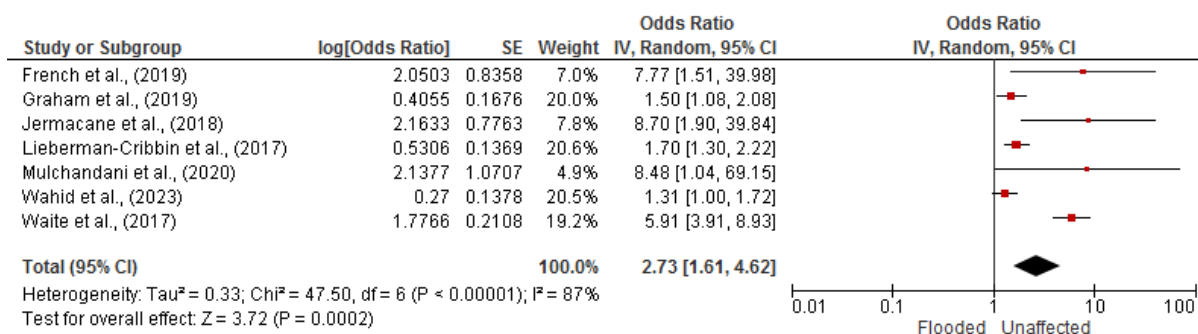 Odds Ratio Odds Ratio
Study or Subgroup log[Odds Ratio] SE Weight IV, Random, 95% CI IV, Random, 95% CI
French et al., (2019) 2.0503 0.8358 7.0% 7.77 [1.51, 39.98]
Graham et al., (2019) 0.4055 0.1676 20.0% 1.50 [1.08, 2.08]
Jermacane et al., (2018) 2.1633 0.7763 7.8% 8.70 [1.90, 39.84]
Lieberman-Cribbin et al., (2017) 0.5306 0.1369 20.6% 1.70 [1.30, 2.22]
Mulchandani et al., (2020) 2.1377 1.0707 4.9% 8.48 [1.04, 69.15]
Wahid et al., (2023) 0.27 0.1378 20.5% 1.31 [1.00, 1.72]
Waite et al., (2017) 1.7766 0.2108 19.2% 5.91 [3.91, 8.93]
Total (95% CI) 100.0% 2.73 [1.61, 4.62]
Heterogeneity: Tau² = 0.33; Chi² = 47.50, df = 6 (P < 0.00001); I² = 87%
Test for overall effect: Z = 3.72 (P = 0.0002)
0.01 0.1 1 10 100
Flooded Unaffected